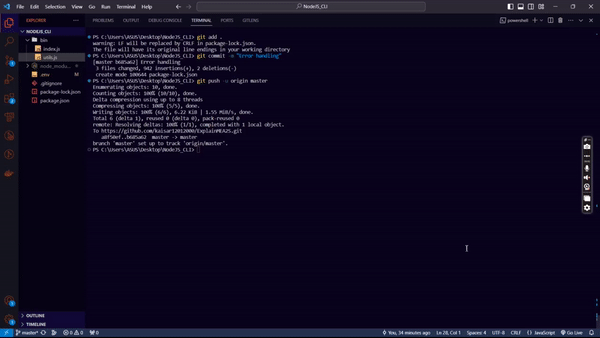 File Edit Selection View Go Run Terminal Help
NodeJS_CLI
EXPLORER
NODEJS_CLI
bin
index.js
utils.js
node_modu...
.env M
.gitignore
package-lock.json
package.json
OUTLINE
TIMELINE
PROBLEMS OUTPUT DEBUG CONSOLE TERMINAL PORTS GITLENS
powershell
PS C:\Users\ASUS\Desktop\NodeJS_CLI> git add .
warning: LF will be replaced by CRLF in package-lock.json.
The file will have its original line endings in your working directory
PS C:\Users\ASUS\Desktop\NodeJS_CLI> git commit -m "Error handling"
[master b685a62] Error handling
3 files changed, 942 insertions(+), 2 deletions(-)
create mode 100644 package-lock.json
PS C:\Users\ASUS\Desktop\NodeJS_CLI> git push -u origin master
Enumerating objects: 10, done.
Counting objects: 100% (10/10), done.
Delta compression using up to 8 threads
Compressing objects: 100% (5/5), done.
Writing objects: 100% (6/6), 6.22 KiB | 1.55 MiB/s, done.
Total 6 (delta 1), reused 0 (delta 0), pack-reused 0
remote: Resolving deltas: 100% (1/1), completed with 1 local object.
To https://github.com/kaisar12012000/ExplainMEA2S.git
a8f50ef..b685a62 master -> master
branch 'master' set up to track 'origin/master'.
PS C:\Users\ASUS\Desktop\NodeJS_CLI>
master* 0 0 0 You, 34 minutes ago Ln 28, Col 1 Spaces: 4 UTF-8 CRLF JavaScript Go Live